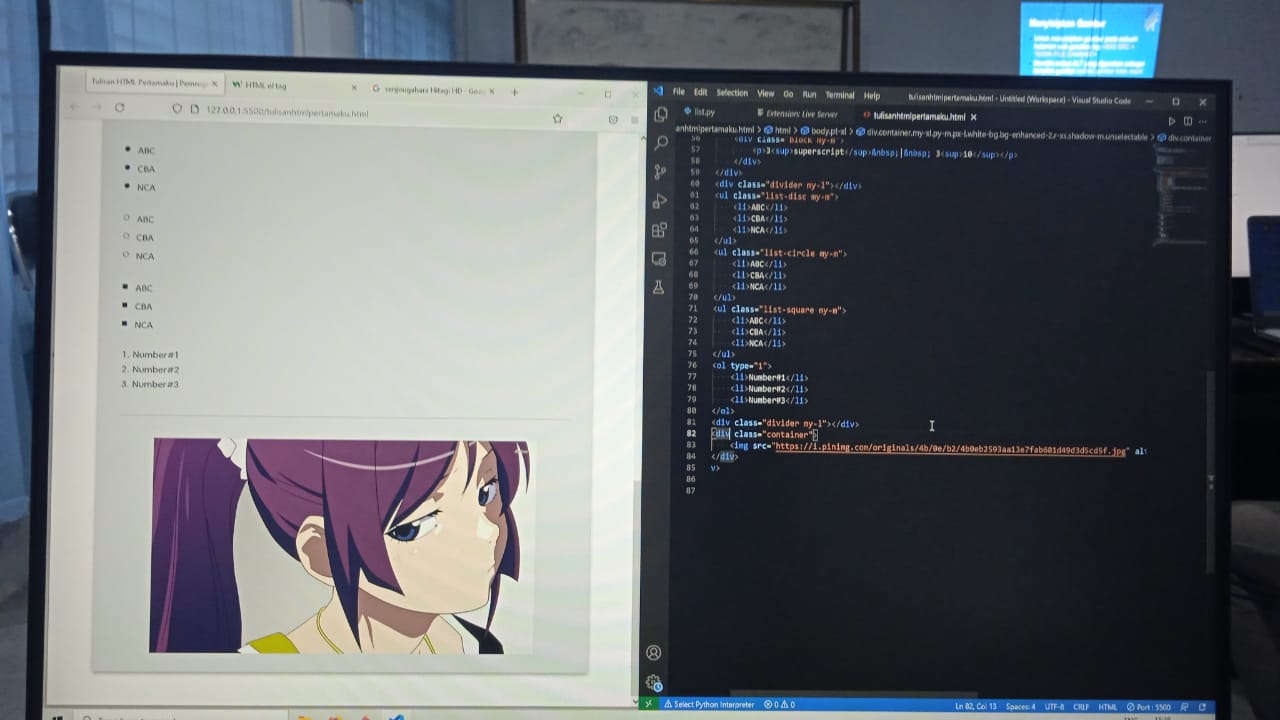 Menyisipkan Gambar
Tulisan HTML Pertamaku | Pemrog
HTML ol tag
senjougahara Hitagi HD - Goog
127.0.0.1:5500/tulisanhtmlpertamaku.html
ABC
CBA
NCA
ABC
CBA
NCA
ABC
CBA
NCA
1. Number#1
2. Number#2
3. Number#3
File Edit Selection View Go Run Terminal Help
tulisanhtmlpertamaku.html - Untitled (Workspace) - Visual Studio Code
list.py
Extension: Live Server
tulisanhtmlpertamaku.html
anhtmlpertamaku.html > html > body.pt-xl > div.container.my-xl.py-m.px-l.white-bg.bg-enhanced-2.r-xs.shadow-m.unselectable > div.container
56 <div class="block my-m">
57 <p>3<sup>superscript</sup>&nbsp;|&nbsp; 3<sup>10</sup></p>
58 </div>
59 </div>
60 <div class="divider my-l"></div>
61 <ul class="list-disc my-m">
62 <li>ABC</li>
63 <li>CBA</li>
64 <li>NCA</li>
65 </ul>
66 <ul class="list-circle my-m">
67 <li>ABC</li>
68 <li>CBA</li>
69 <li>NCA</li>
70 </ul>
71 <ul class="list-square my-m">
72 <li>ABC</li>
73 <li>CBA</li>
74 <li>NCA</li>
75 </ul>
76 <ol type="1">
77 <li>Number#1</li>
78 <li>Number#2</li>
79 <li>Number#3</li>
80 </ol>
81 <div class="divider my-l"></div>
82 <div class="container">
83 <img src="https://i.pinimg.com/originals/4b/0e/b2/4b0eb2593aa13e7fab681d49d3d5cd5f.jpg" alt
84 </div>
85 v>
86
87
Select Python Interpreter
0 0
Ln 82, Col 13 Spaces: 4 UTF-8 CRLF HTML Port : 5500